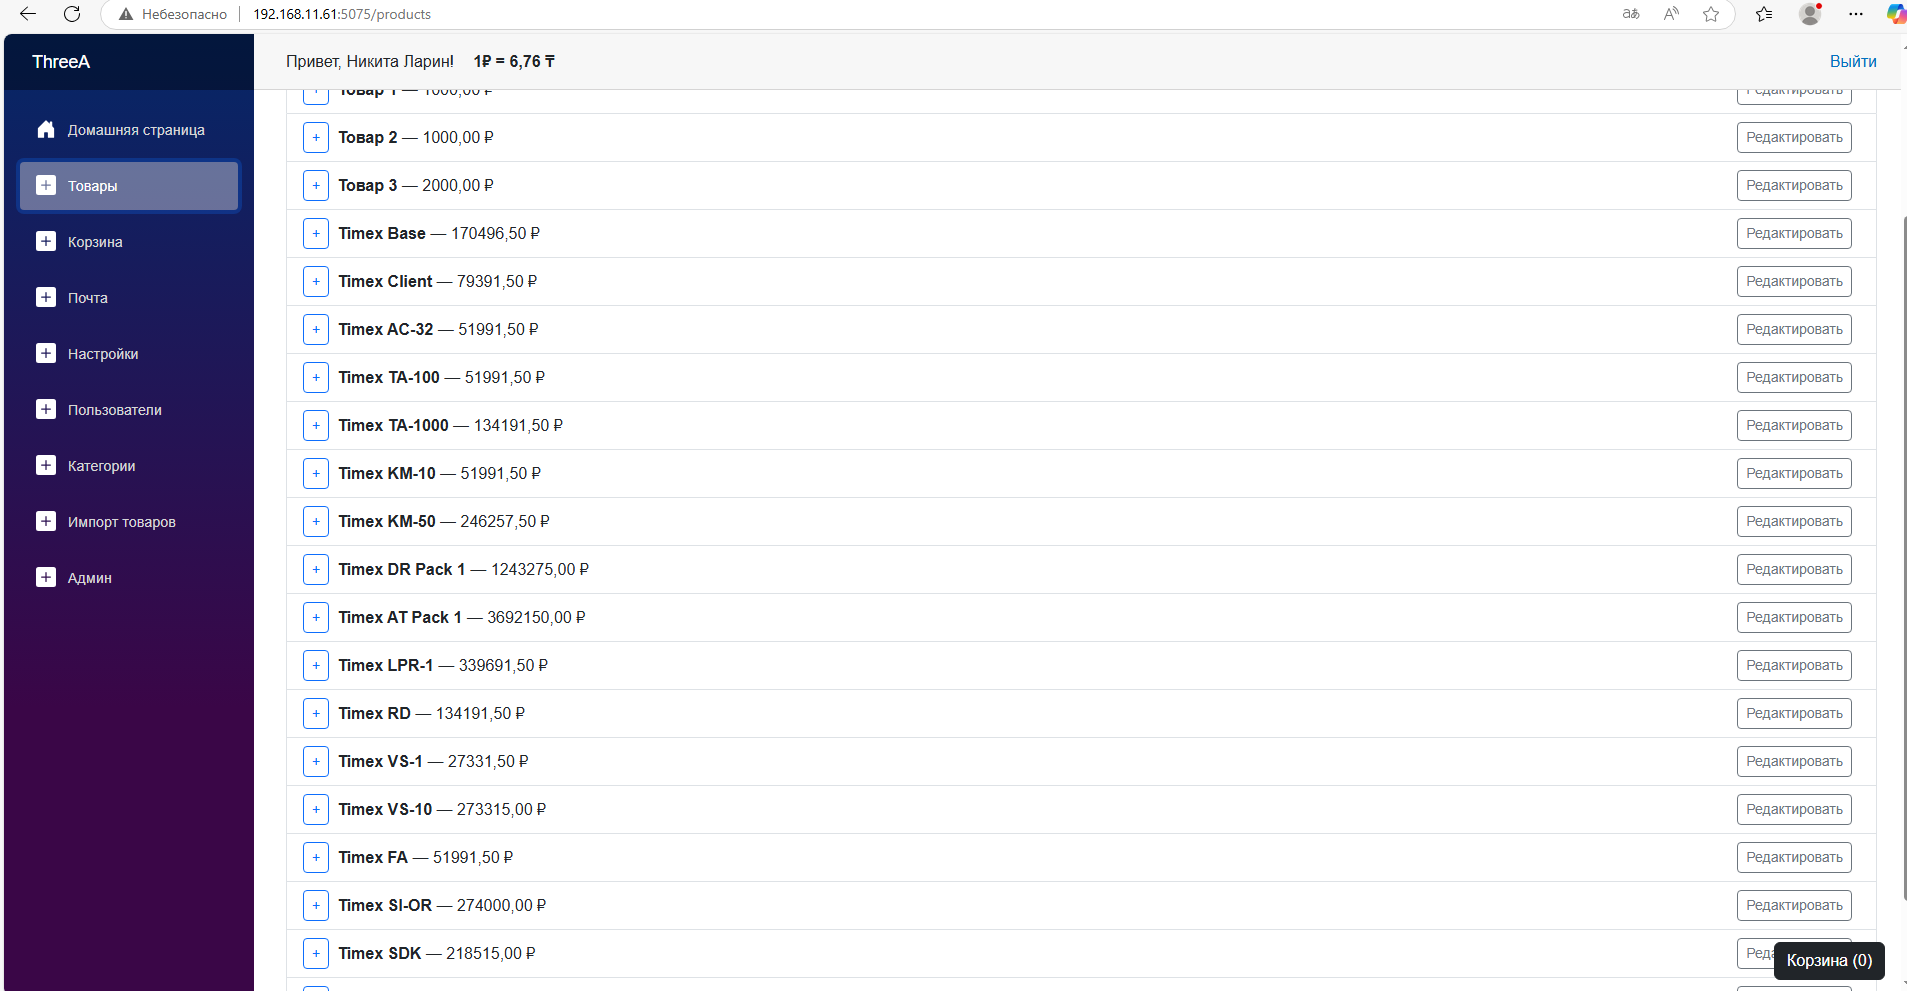 Небезопасно 192.168.11.61:5075/products
ThreeA
Привет, Никита Ларин! 1₽ = 6,76 ₸
Выйти
Домашняя страница
Товары
Корзина
Почта
Настройки
Пользователи
Категории
Импорт товаров
Админ
+ Товар 1 — 1000,00 ₽ Редактировать
+ Товар 2 — 1000,00 ₽ Редактировать
+ Товар 3 — 2000,00 ₽ Редактировать
+ Timex Base — 170496,50 ₽ Редактировать
+ Timex Client — 79391,50 ₽ Редактировать
+ Timex AC-32 — 51991,50 ₽ Редактировать
+ Timex TA-100 — 51991,50 ₽ Редактировать
+ Timex TA-1000 — 134191,50 ₽ Редактировать
+ Timex KM-10 — 51991,50 ₽ Редактировать
+ Timex KM-50 — 246257,50 ₽ Редактировать
+ Timex DR Pack 1 — 1243275,00 ₽ Редактировать
+ Timex AT Pack 1 — 3692150,00 ₽ Редактировать
+ Timex LPR-1 — 339691,50 ₽ Редактировать
+ Timex RD — 134191,50 ₽ Редактировать
+ Timex VS-1 — 27331,50 ₽ Редактировать
+ Timex VS-10 — 273315,00 ₽ Редактировать
+ Timex FA — 51991,50 ₽ Редактировать
+ Timex SI-OR — 274000,00 ₽ Редактировать
+ Timex SDK — 218515,00 ₽
Корзина (0)